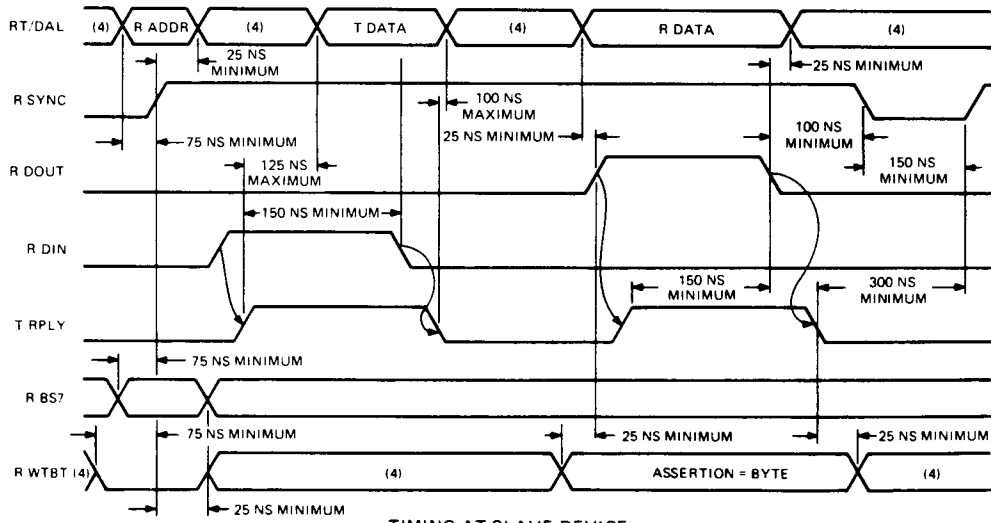 RT/DAL (4) R ADDR (4) T DATA (4) R DATA (4)
25 NS
MINIMUM
25 NS MINIMUM
R SYNC
100 NS
MAXIMUM
75 NS MINIMUM
25 NS MINIMUM
100 NS
MINIMUM
125 NS
MAXIMUM
150 NS
MINIMUM
R DOUT
150 NS MINIMUM
R DIN
150 NS
MINIMUM
300 NS
MINIMUM
T RPLY
75 NS MINIMUM
R BS7
75 NS MINIMUM
25 NS MINIMUM
25 NS MINIMUM
R WTBT (4) (4) ASSERTION = BYTE (4)
25 NS MINIMUM
TIMING AT SLAVE DEVICE